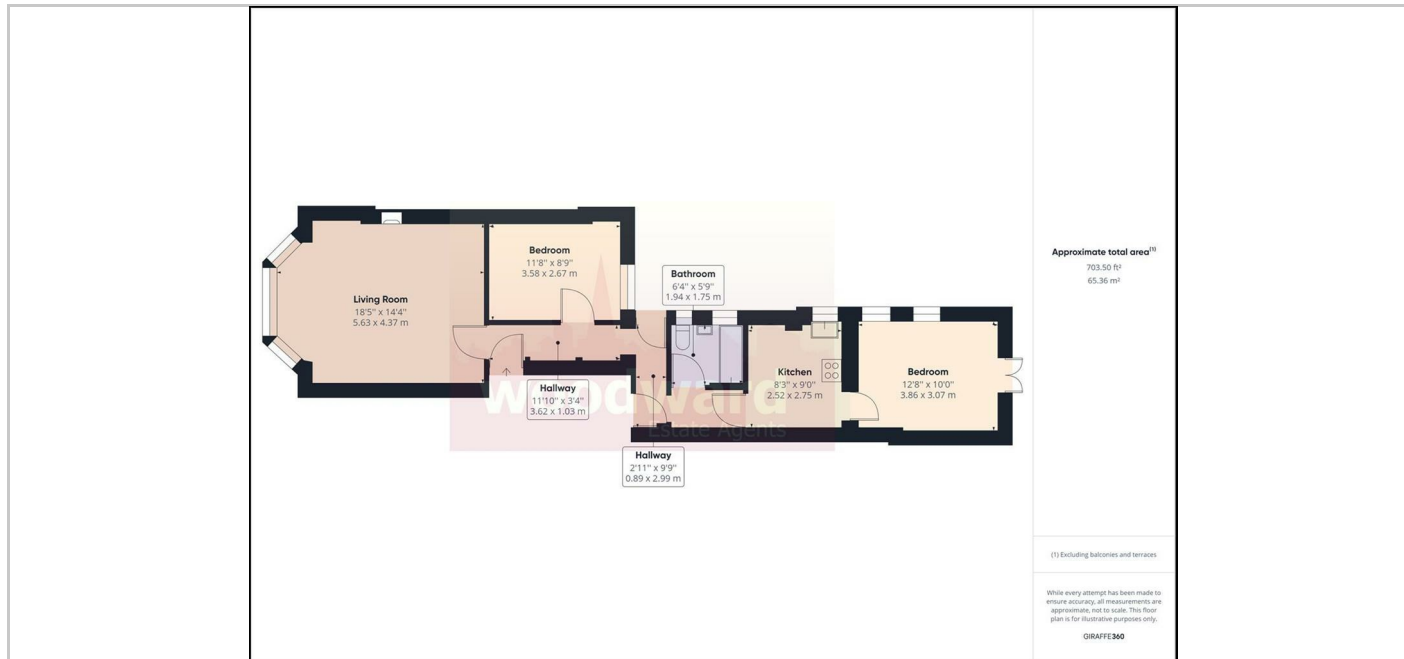 Living Room
18'5" x 14'4"
5.63 x 4.37 m
Bedroom
11'8" x 8'9"
3.58 x 2.67 m
Bathroom
6'4" x 5'9"
1.94 x 1.75 m
Hallway
11'10" x 3'4"
3.62 x 1.03 m
Kitchen
8'3" x 9'0"
2.52 x 2.75 m
Bedroom
12'8" x 10'0"
3.86 x 3.07 m
Hallway
2'11" x 9'9"
0.89 x 2.99 m
woodward
Estate Agents
Approximate total area(1)
703.50 ft²
65.36 m²
(1) Excluding balconies and terraces
While every attempt has been made to
ensure accuracy, all measurements are
approximate, not to scale. This floor
plan is for illustrative purposes only.
GIRAFFE360